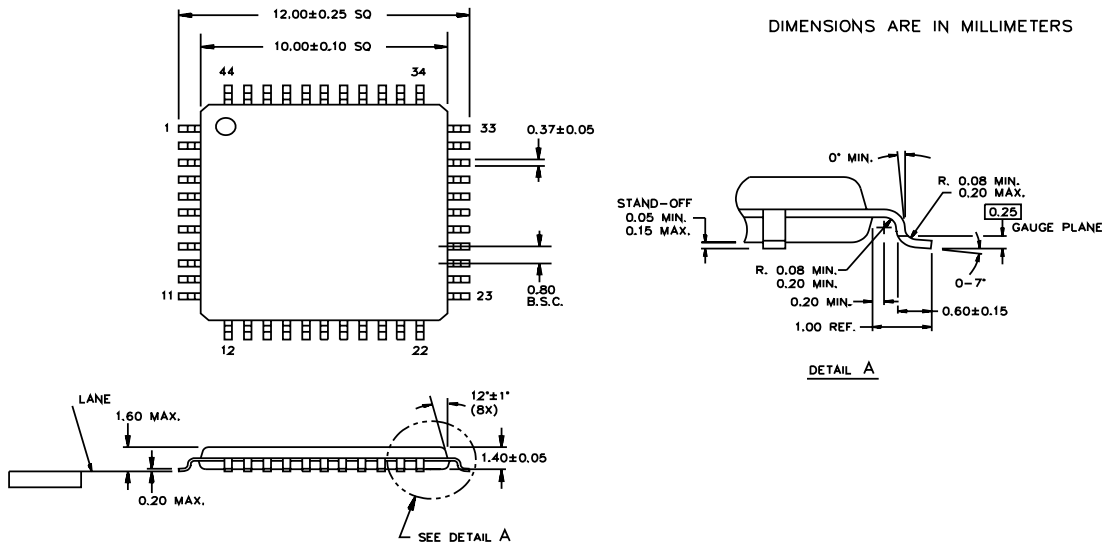 12.00±0.25 SQ
DIMENSIONS ARE IN MILLIMETERS
10.00±0.10 SQ
44
34
1
33
0.37±0.05
0° MIN.
R. 0.08 MIN.
0.20 MAX.
STAND-OFF
0.05 MIN.
0.15 MAX.
0.25
GAUGE PLANE
R. 0.08 MIN.
0.20 MIN.
0-7°
0.20 MIN.
0.60±0.15
1.00 REF.
11
23
0.80
B.S.C.
12
22
DETAIL A
LANE
1.60 MAX.
12°±1°
(8X)
1.40±0.05
0.20 MAX.
SEE DETAIL A